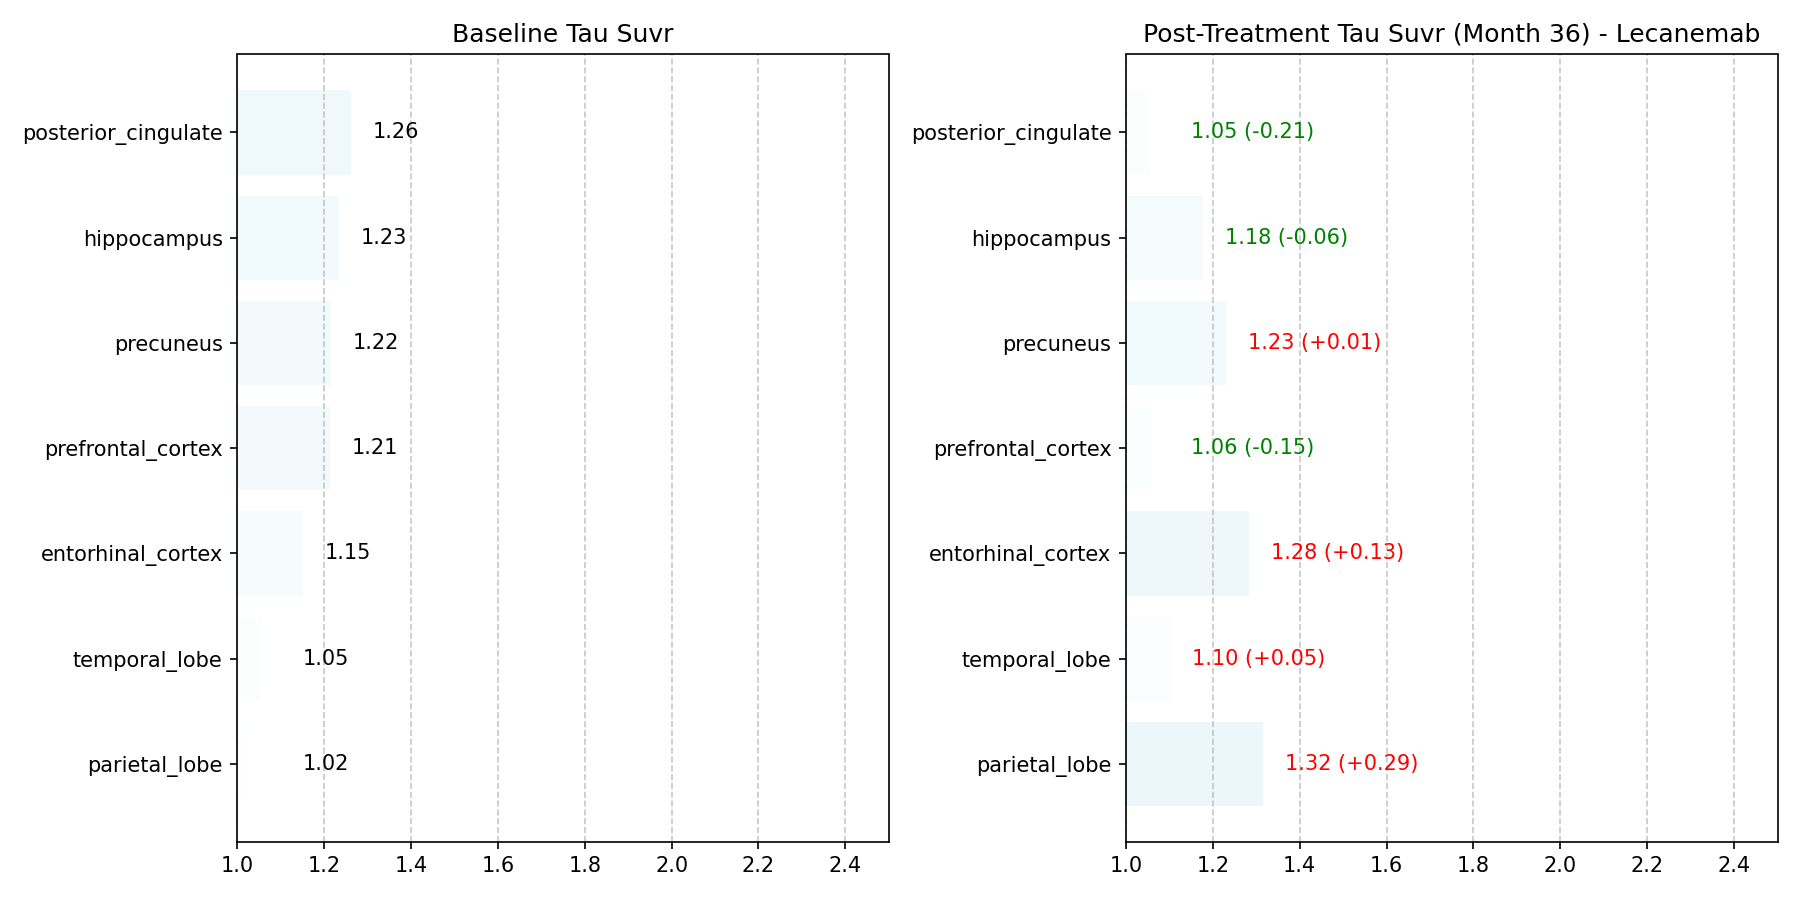 Baseline Tau Suvr
posterior_cingulate 1.26
hippocampus 1.23
precuneus 1.22
prefrontal_cortex 1.21
entorhinal_cortex 1.15
temporal_lobe 1.05
parietal_lobe 1.02
1.0 1.2 1.4 1.6 1.8 2.0 2.2 2.4
Post-Treatment Tau Suvr (Month 36) - Lecanemab
posterior_cingulate 1.05 (-0.21)
hippocampus 1.18 (-0.06)
precuneus 1.23 (+0.01)
prefrontal_cortex 1.06 (-0.15)
entorhinal_cortex 1.28 (+0.13)
temporal_lobe 1.10 (+0.05)
parietal_lobe 1.32 (+0.29)
1.0 1.2 1.4 1.6 1.8 2.0 2.2 2.4